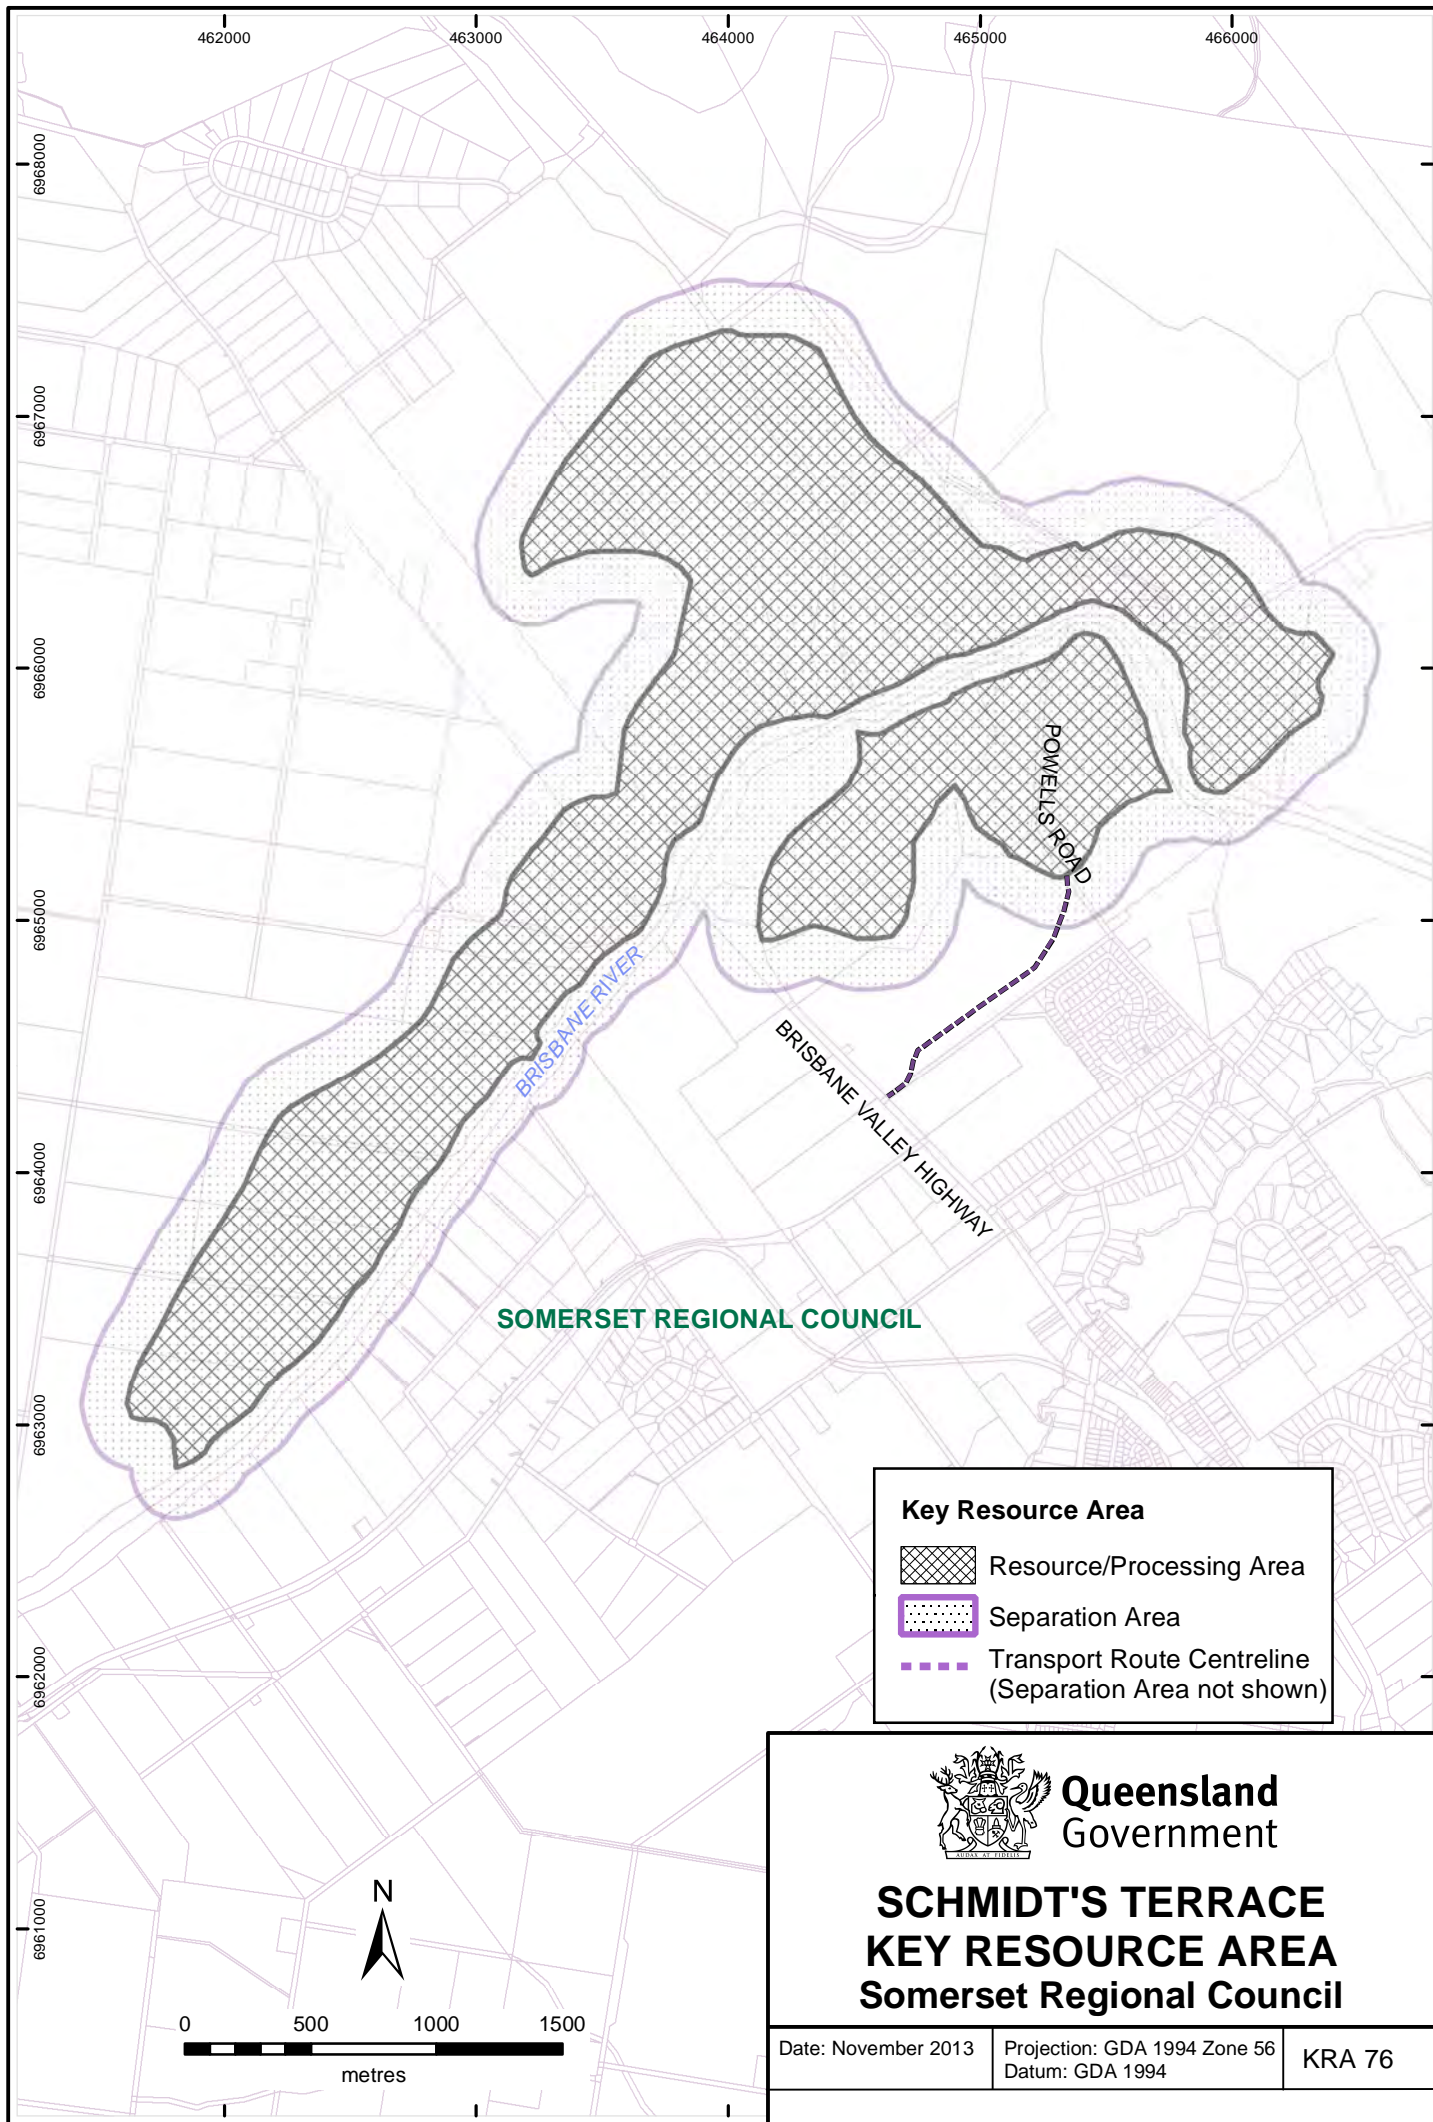 462000
463000
464000
465000
466000
6968000
6967000
6966000
6965000
6964000
6963000
6962000
6961000
POWELLS ROAD
BRISBANE RIVER
BRISBANE VALLEY HIGHWAY
SOMERSET REGIONAL COUNCIL
Key Resource Area
Resource/Processing Area
Separation Area
Transport Route Centreline
(Separation Area not shown)
N
0 500 1000 1500
metres
AUDAX AT FIDELIS
Queensland
Government
SCHMIDT'S TERRACE
KEY RESOURCE AREA
Somerset Regional Council
Date: November 2013
Projection: GDA 1994 Zone 56
Datum: GDA 1994
KRA 76